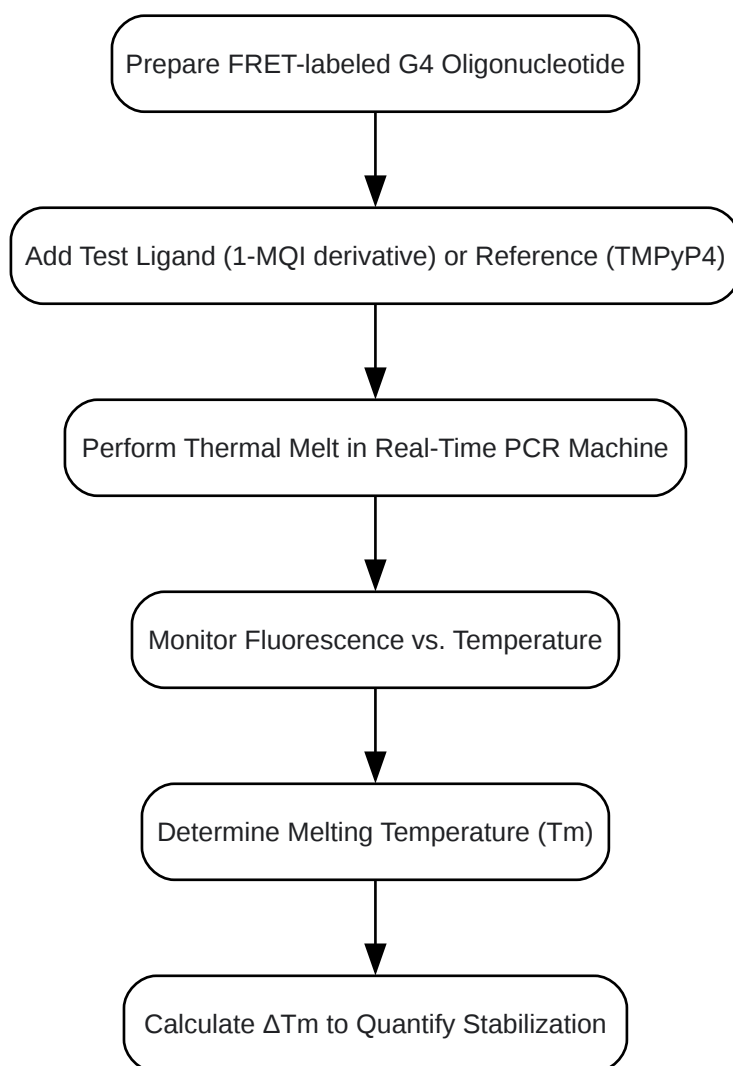 Prepare FRET-labeled G4 Oligonucleotide
Add Test Ligand (1-MQI derivative) or Reference (TMPyP4)
Perform Thermal Melt in Real-Time PCR Machine
Monitor Fluorescence vs. Temperature
Determine Melting Temperature (Tm)
Calculate ΔTm to Quantify Stabilization